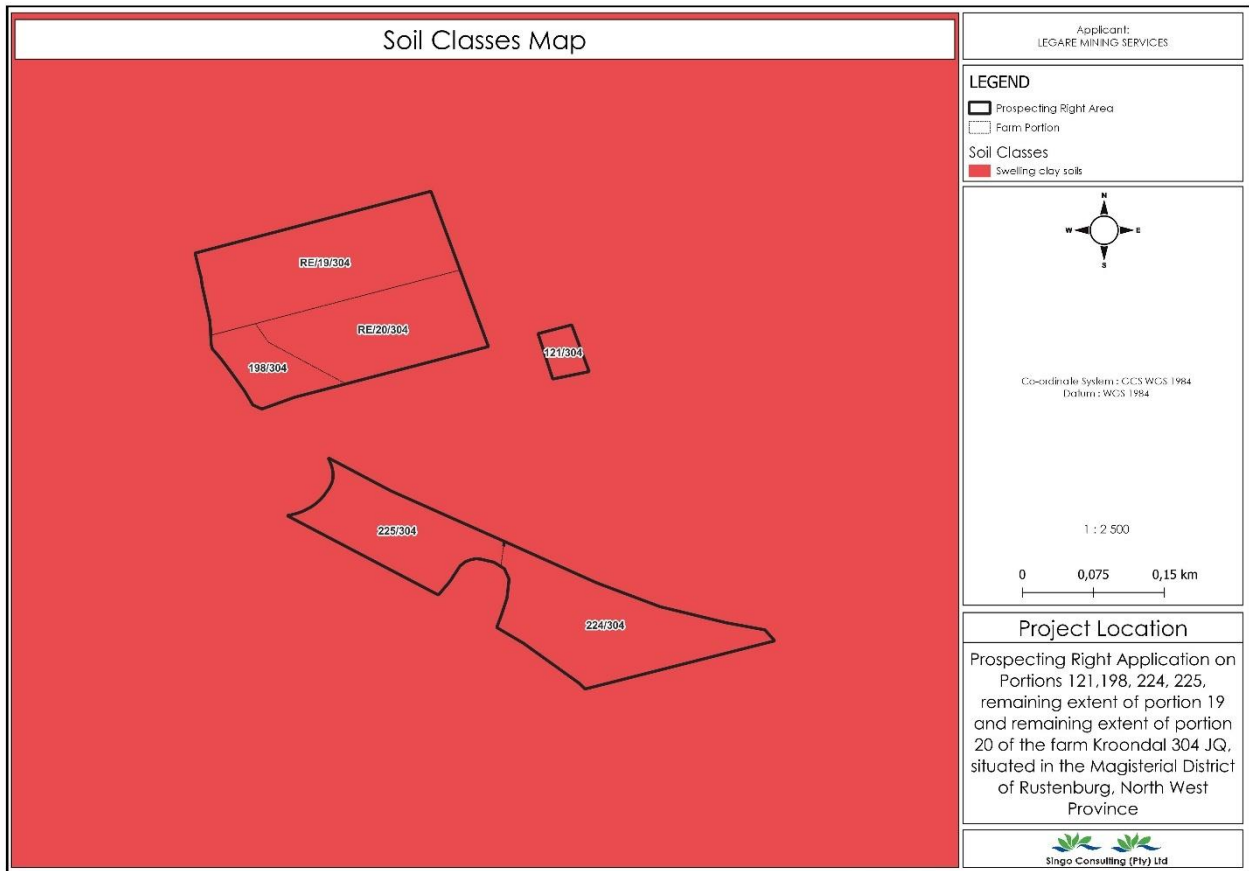 Soil Classes Map
RE/19/304
RE/20/304
198/304
121/304
225/304
224/304
Applicant:
LEGARE MINING SERVICES
LEGEND
Prospecting Right Area
Farm Portion
Soil Classes
Swelling clay soils
N
W E
S
Co-ordinate System : GCS WGS 1984
Datum : WGS 1984
1 : 2 500
0 0,075 0,15 km
Project Location
Prospecting Right Application on
Portions 121,198, 224, 225,
remaining extent of portion 19
and remaining extent of portion
20 of the farm Kroondal 304 JQ,
situated in the Magisterial District
of Rustenburg, North West
Province
Singo Consulting (Pty) Ltd